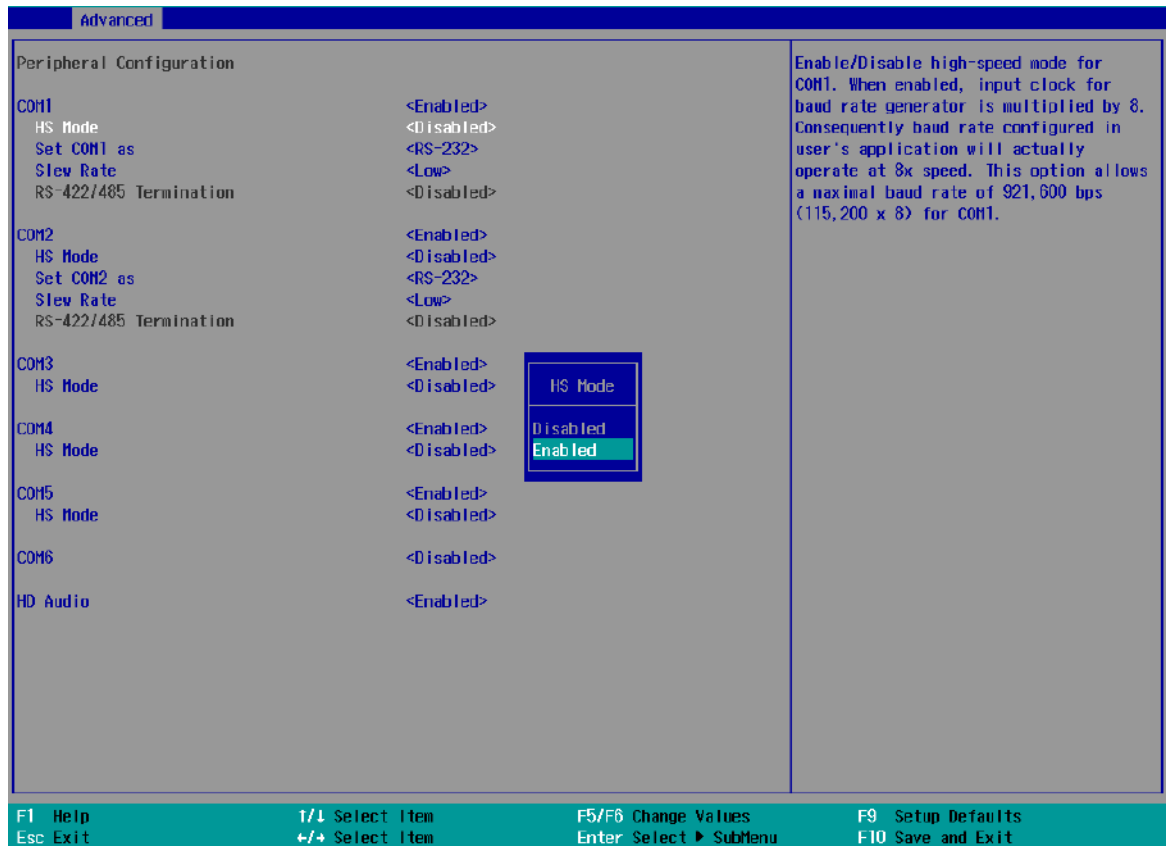 Advanced
Peripheral Configuration
COM1 <Enabled>
HS Mode <Disabled>
Set COM1 as <RS-232>
Slew Rate <Low>
RS-422/485 Termination <Disabled>
COM2 <Enabled>
HS Mode <Disabled>
Set COM2 as <RS-232>
Slew Rate <Low>
RS-422/485 Termination <Disabled>
COM3 <Enabled>
HS Mode <Disabled>
COM4 <Enabled>
HS Mode <Disabled>
COM5 <Enabled>
HS Mode <Disabled>
COM6 <Disabled>
HD Audio <Enabled>
HS Mode
Disabled
Enabled
Enable/Disable high-speed mode for
COM1. When enabled, input clock for
baud rate generator is multiplied by 8.
Consequently baud rate configured in
user's application will actually
operate at 8x speed. This option allows
a maximal baud rate of 921,600 bps
(115,200 x 8) for COM1.
F1 Help ↑/↓ Select Item F5/F6 Change Values F9 Setup Defaults
Esc Exit ←/→ Select Item Enter Select ▶ SubMenu F10 Save and Exit